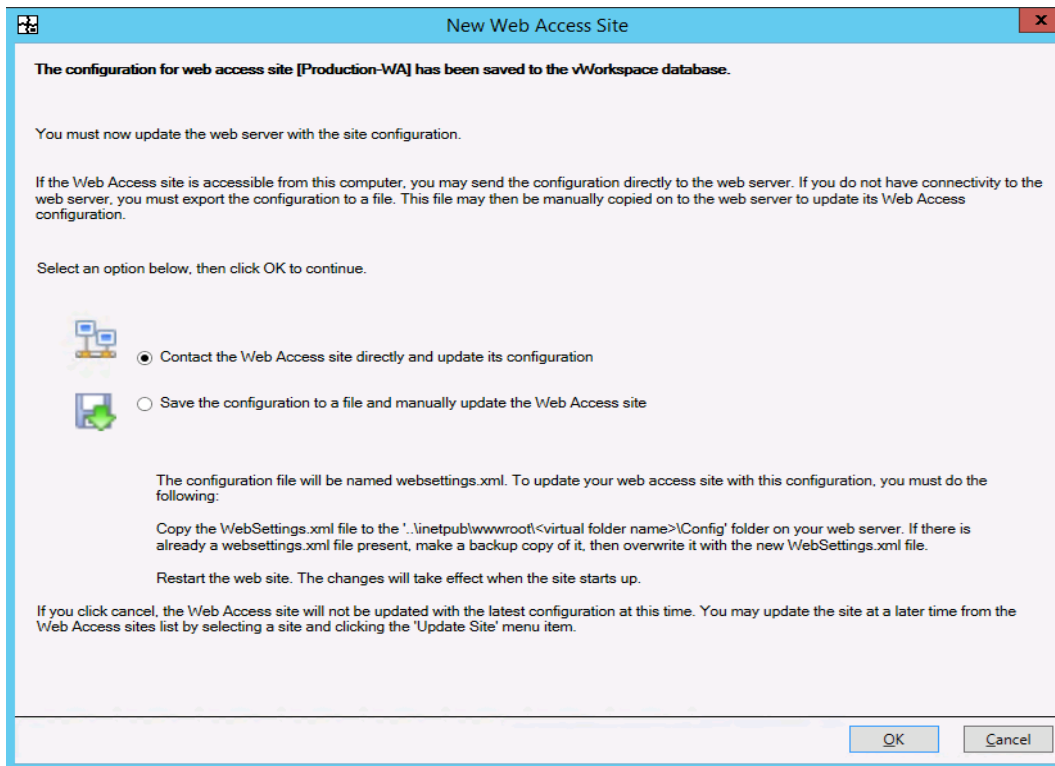 New Web Access Site
x
The configuration for web access site [Production-WA] has been saved to the vWorkspace database.
You must now update the web server with the site configuration.
If the Web Access site is accessible from this computer, you may send the configuration directly to the web server. If you do not have connectivity to the
web server, you must export the configuration to a file. This file may then be manually copied on to the web server to update its Web Access
configuration.
Select an option below, then click OK to continue.
Contact the Web Access site directly and update its configuration
Save the configuration to a file and manually update the Web Access site
The configuration file will be named websettings.xml. To update your web access site with this configuration, you must do the
following:
Copy the WebSettings.xml file to the '..\inetpub\wwwroot\<virtual folder name>\Config' folder on your web server. If there is
already a websettings.xml file present, make a backup copy of it, then overwrite it with the new WebSettings.xml file.
Restart the web site. The changes will take effect when the site starts up.
If you click cancel, the Web Access site will not be updated with the latest configuration at this time. You may update the site at a later time from the
Web Access sites list by selecting a site and clicking the 'Update Site' menu item.
OK
Cancel